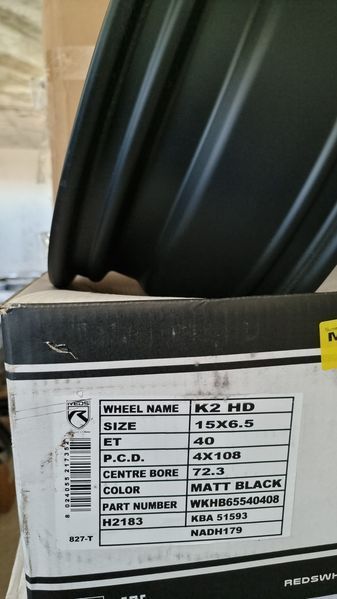 REDS
WHEEL NAME K2 HD
SIZE 15X6.5
ET 40
P.C.D. 4X108
CENTRE BORE 72.3
COLOR MATT BLACK
PART NUMBER WKHB65540408
H2183 KBA 51593
NADH179
827-T
REDSWH